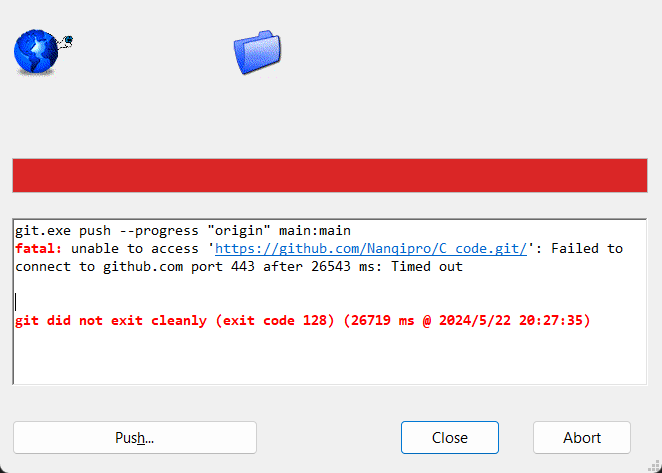 git.exe push --progress "origin" main:main
fatal: unable to access 'https://github.com/Nanqipro/C_code.git/': Failed to
connect to github.com port 443 after 26543 ms: Timed out
git did not exit cleanly (exit code 128) (26719 ms @ 2024/5/22 20:27:35)
Push...
Close
Abort